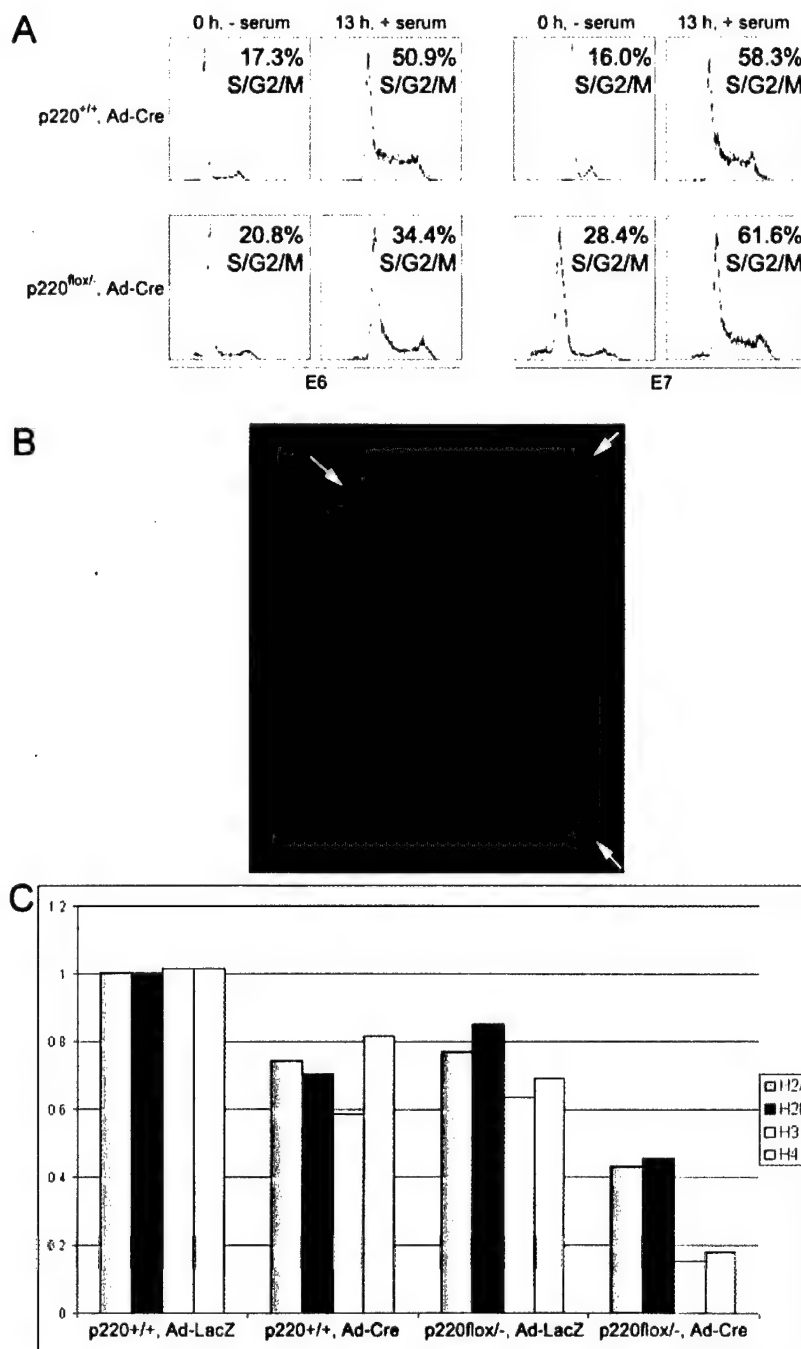 A
0 h, - serum 13 h, + serum 0 h, - serum 13 h, + serum
17.3% S/G2/M
50.9% S/G2/M
16.0% S/G2/M
58.3% S/G2/M
p220+/+, Ad-Cre
20.8% S/G2/M
34.4% S/G2/M
28.4% S/G2/M
61.6% S/G2/M
p220flox/-, Ad-Cre
E6 E7
B
C
1.2
1
0.8
0.6
0.4
0.2
0
H3
H4
p220+/+, Ad-LacZ p220+/+, Ad-Cre p220flox/-, Ad-LacZ p220flox/-, Ad-Cre